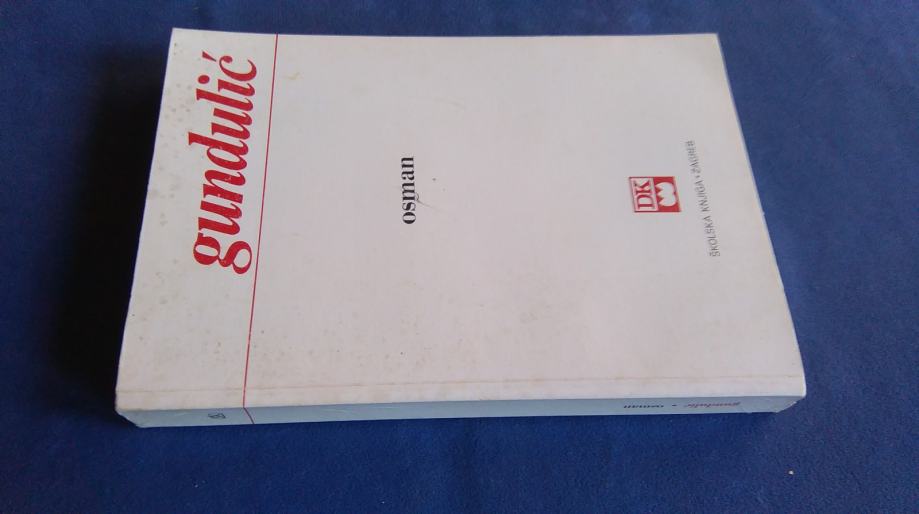 gundulić
osman
DK
ŠKOLSKA KNJIGA • ZAGREB
gundulić • osman